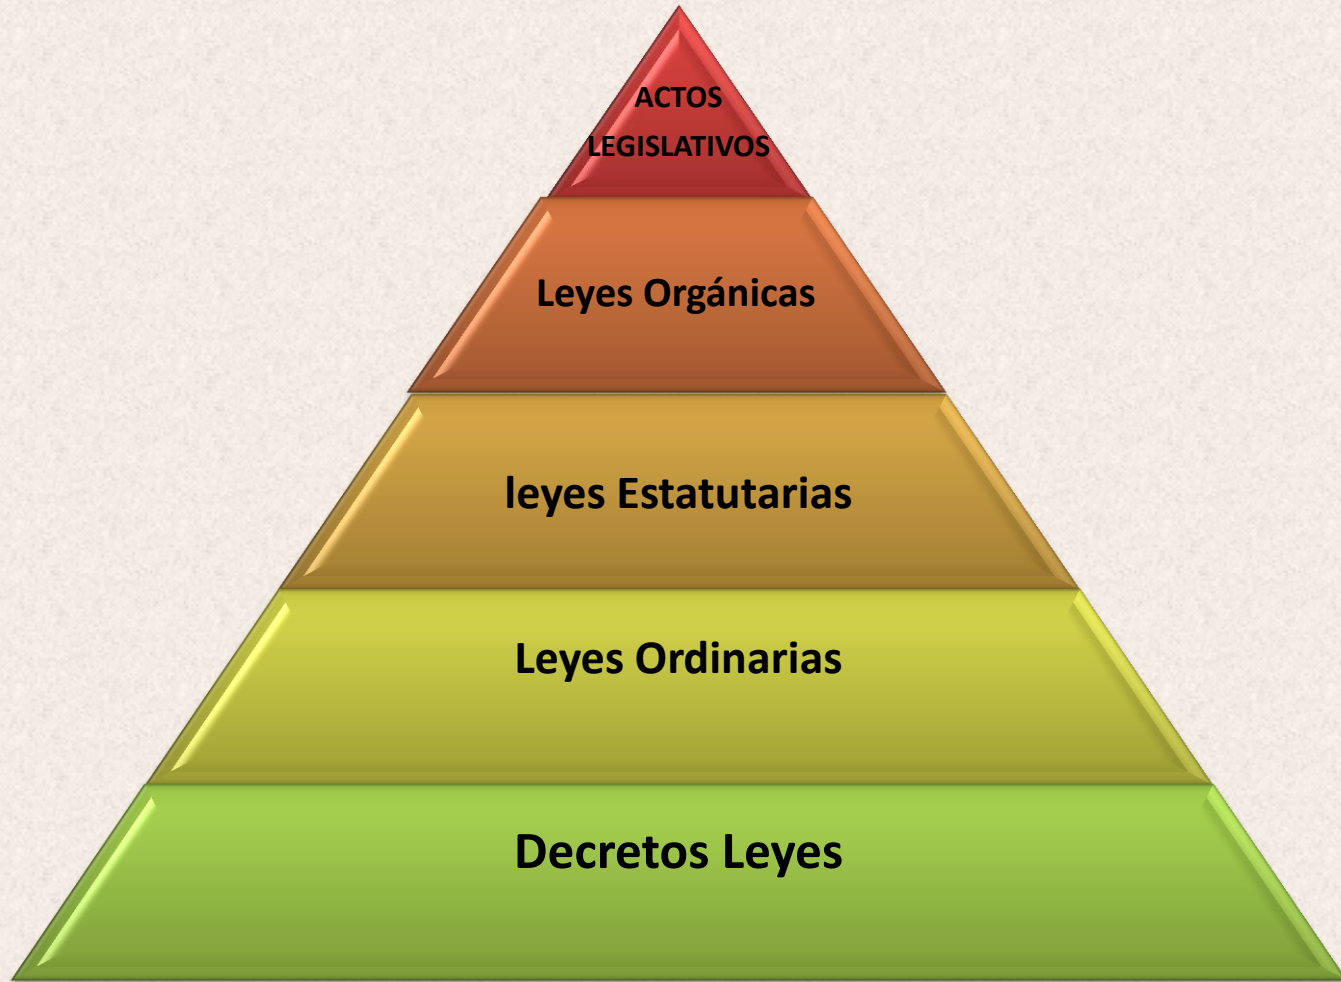 ACTOS
LEGISLATIVOS
Leyes Orgánicas
leyes Estatutarias
Leyes Ordinarias
Decretos Leyes